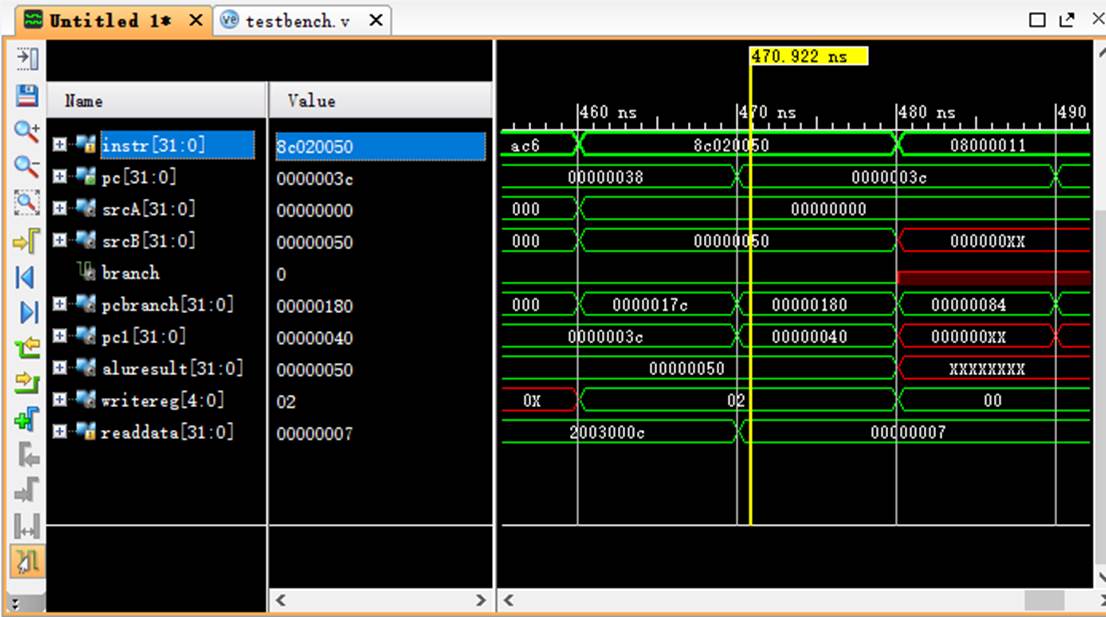 Untitled 1* testbench.v
470.922 ns
Name Value
460 ns 470 ns 480 ns 490
instr[31:0] 8c020050 ac6 8c020050 08000011
pc[31:0] 0000003c 00000038 0000003c
srcA[31:0] 00000000 000 00000000
srcB[31:0] 00000050 000 00000050 000000XX
branch 0
pcbranch[31:0] 00000180 000 0000017c 00000180 00000084
pc1[31:0] 00000040 0000003c 00000040 000000XX
aluresult[31:0] 00000050 00000050 XXXXXXXX
writereg[4:0] 02 0X 02 00
readdata[31:0] 00000007 2003000c 00000007